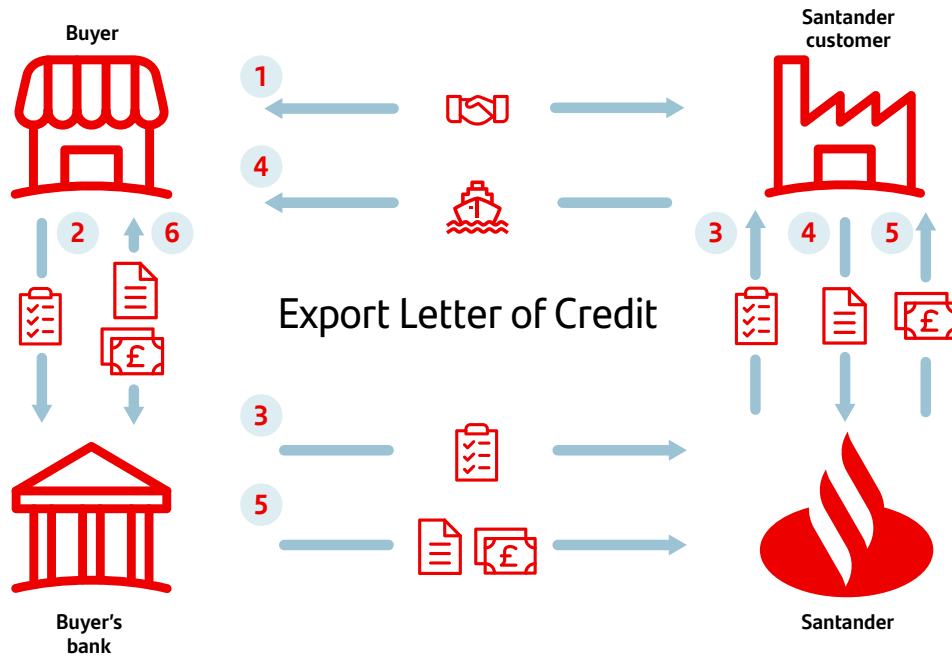 Buyer
Santander
customer
1
4
2
6
3
4
5
£
£
Export Letter of Credit
3
5
£
Buyer's
bank
Santander